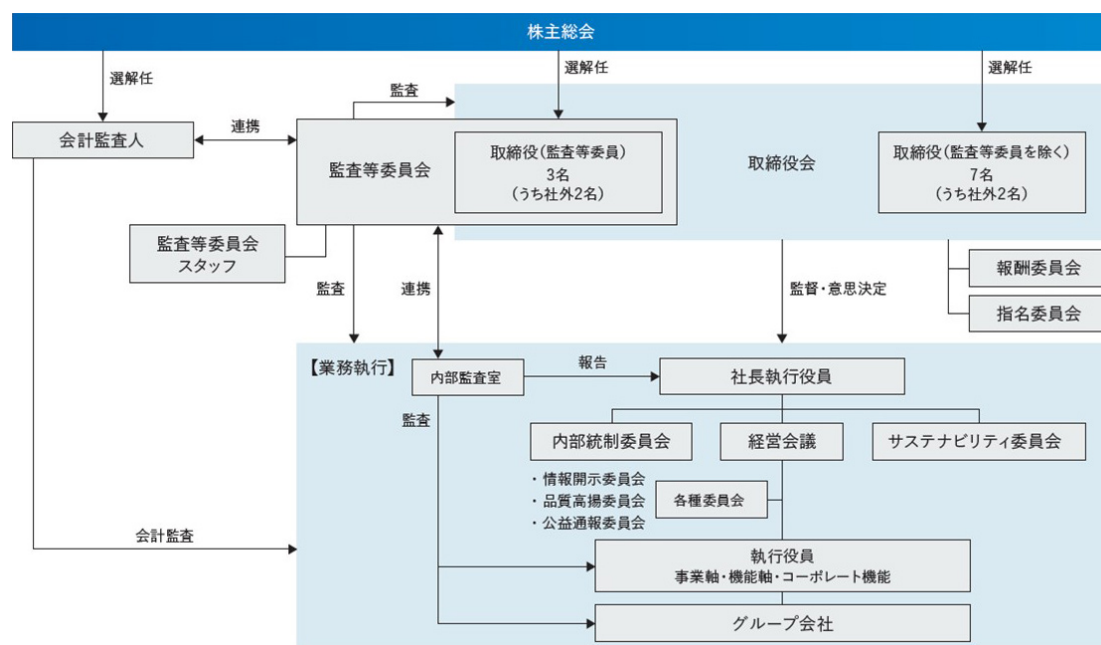 株主総会
選解任
選解任
選解任
監査
会計監査人
連携
監査等委員会
取締役(監査等委員)
3名
(うち社外2名)
取締役会
取締役(監査等委員を除く)
7名
(うち社外2名)
監査等委員会
スタッフ
監査
連携
監督・意思決定
報酬委員会
指名委員会
【業務執行】
内部監査室
報告
社長執行役員
監査
内部統制委員会
経営会議
サステナビリティ委員会
・情報開示委員会
・品質高揚委員会
・公益通報委員会
各種委員会
会計監査
執行役員
事業軸・機能軸・コーポレート機能
グループ会社